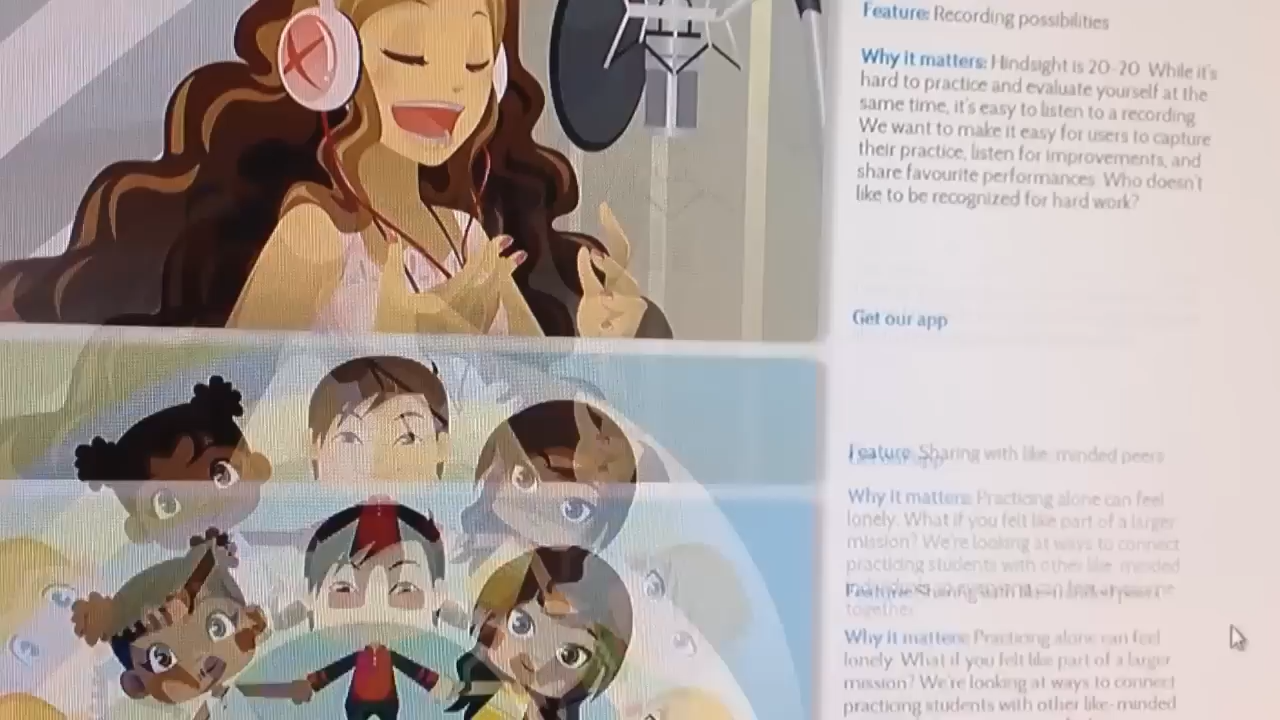 Feature: Recording possibilities
Why it matters: Hindsight is 20-20. While it's
hard to practice and evaluate yourself at the
same time, it's easy to listen to a recording.
We want to make it easy for users to capture
their practice, listen for improvements, and
share favourite performances. Who doesn't
like to be recognized for hard work?
Get our app
Feature: Sharing with like-minded peers
Why it matters: Practicing alone can feel
lonely. What if you felt like part of a larger
mission? We're looking at ways to connect
practicing students with other like-minded
together
Why it matters: Practicing alone can feel
lonely. What if you felt like part of a larger
mission? We're looking at ways to connect
practicing students with other like-minded